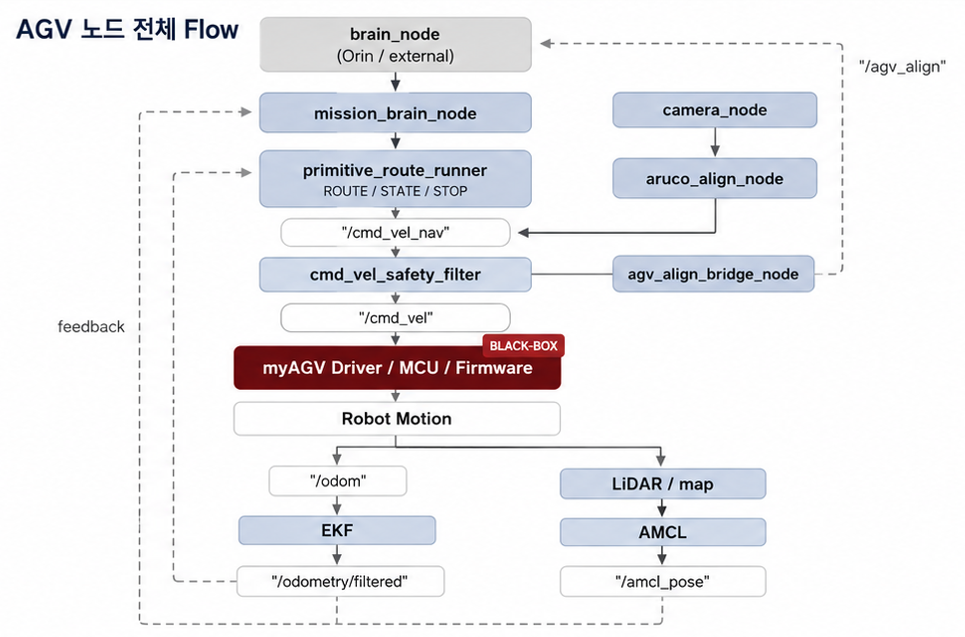 AGV 노드 전체 Flow
brain_node
(Orin / external)
"/agv_align"
mission_brain_node
camera_node
primitive_route_runner
ROUTE / STATE / STOP
aruco_align_node
"/cmd_vel_nav"
cmd_vel_safety_filter
agv_align_bridge_node
"/cmd_vel"
feedback
BLACK-BOX
myAGV Driver / MCU / Firmware
Robot Motion
"/odom"
LiDAR / map
EKF
AMCL
"/odometry/filtered"
"/amcl_pose"